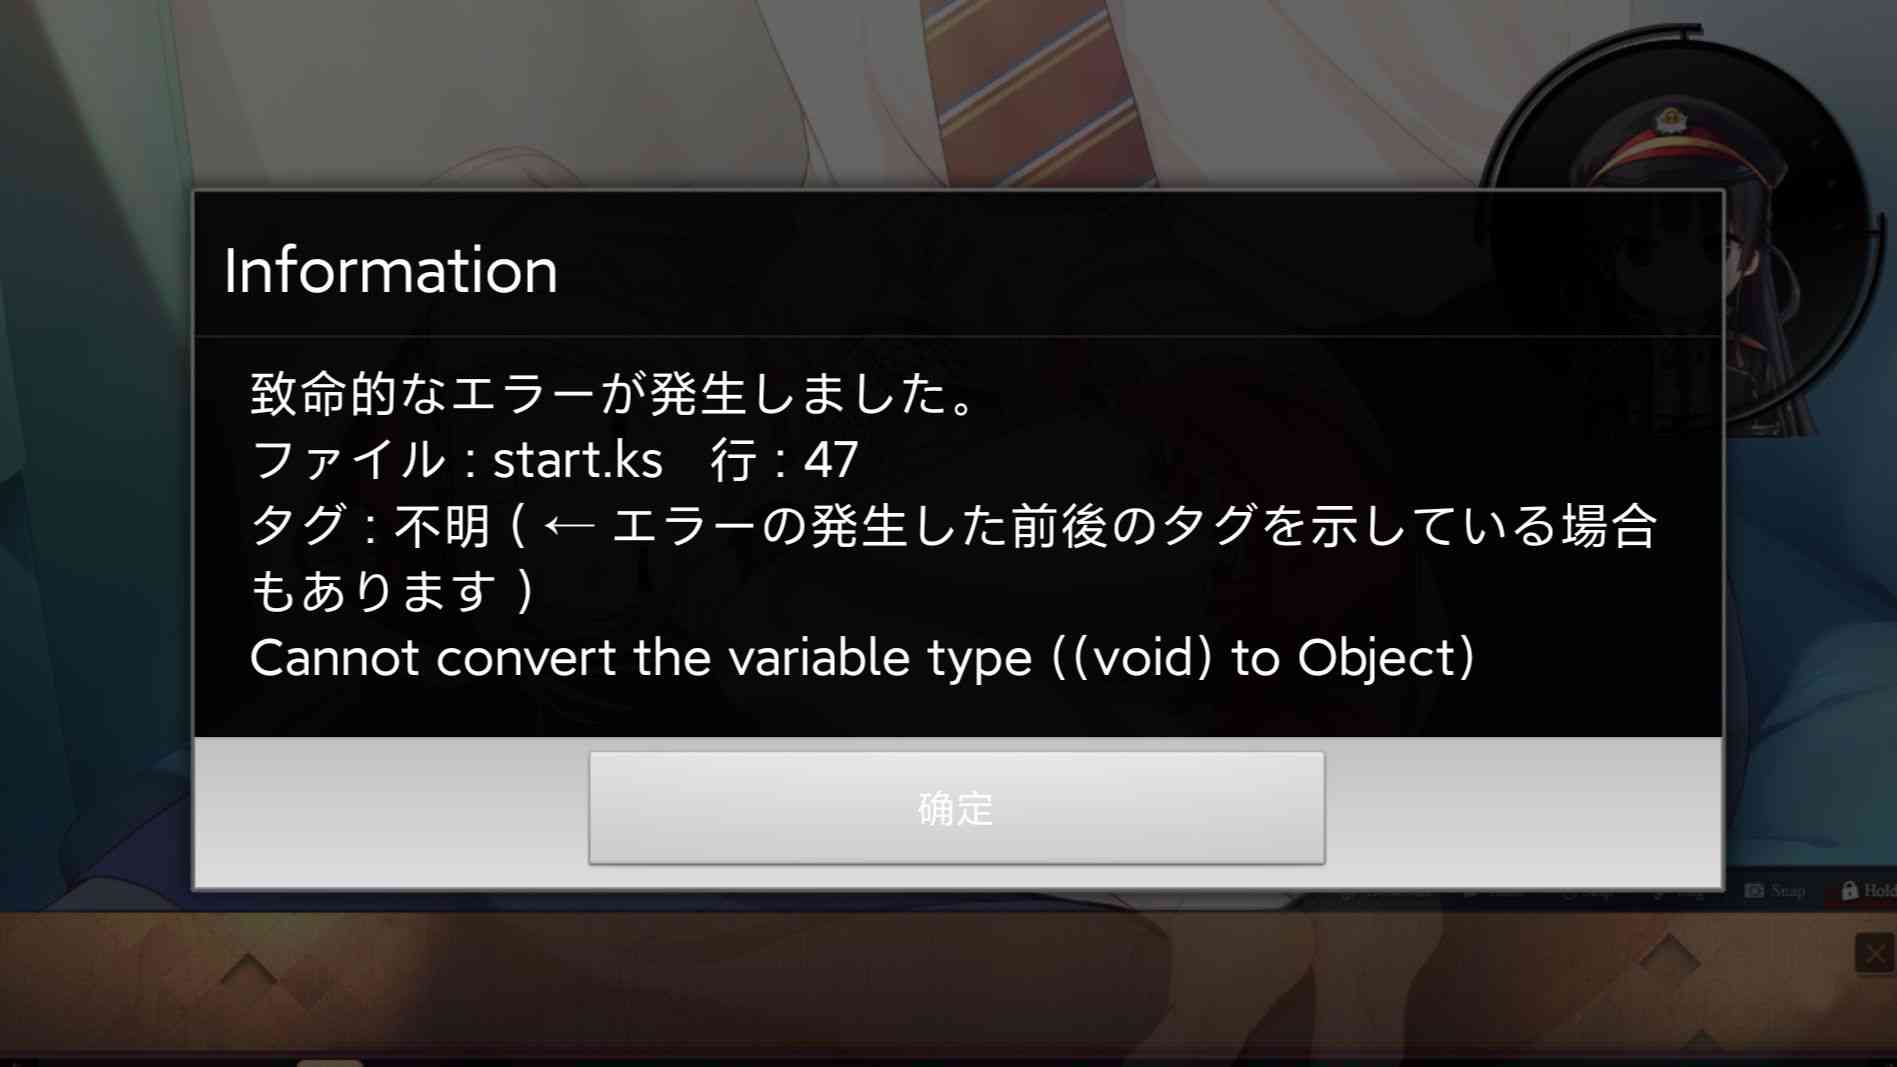 Information
致命的なエラーが発生しました。
ファイル : start.ks　行 : 47
タグ : 不明 ( ← エラーの発生した前後のタグを示している場合
もあります )
Cannot convert the variable type ((void) to Object)
确定
Snap
Hold